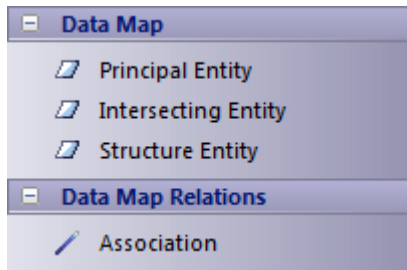 Data Map
Principal Entity
Intersecting Entity
Structure Entity
Data Map Relations
Association